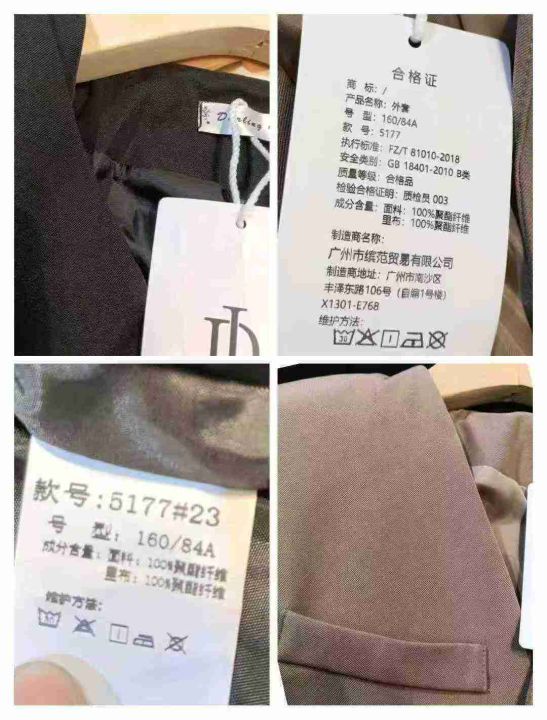 合格证
商 标: /
产品名称: 外套
号 型: 160/84A
款 号: 5177
执行标准: FZ/T 81010-2018
安全类别: GB 18401-2010 B类
质量等级: 合格品
检验合格证明: 质检员 003
成分含量: 面料: 100%聚酯纤维
里布: 100%聚酯纤维
制造商名称:
广州市缤范贸易有限公司
制造商地址: 广州市南沙区
丰泽东路106号 (自编1号楼)
X1301-E768
维护方法:
款号:5177#23
号 型: 160/84A
成分含量: 面料: 100%聚酯纤维
里布: 100%聚酯纤维
维护方法: